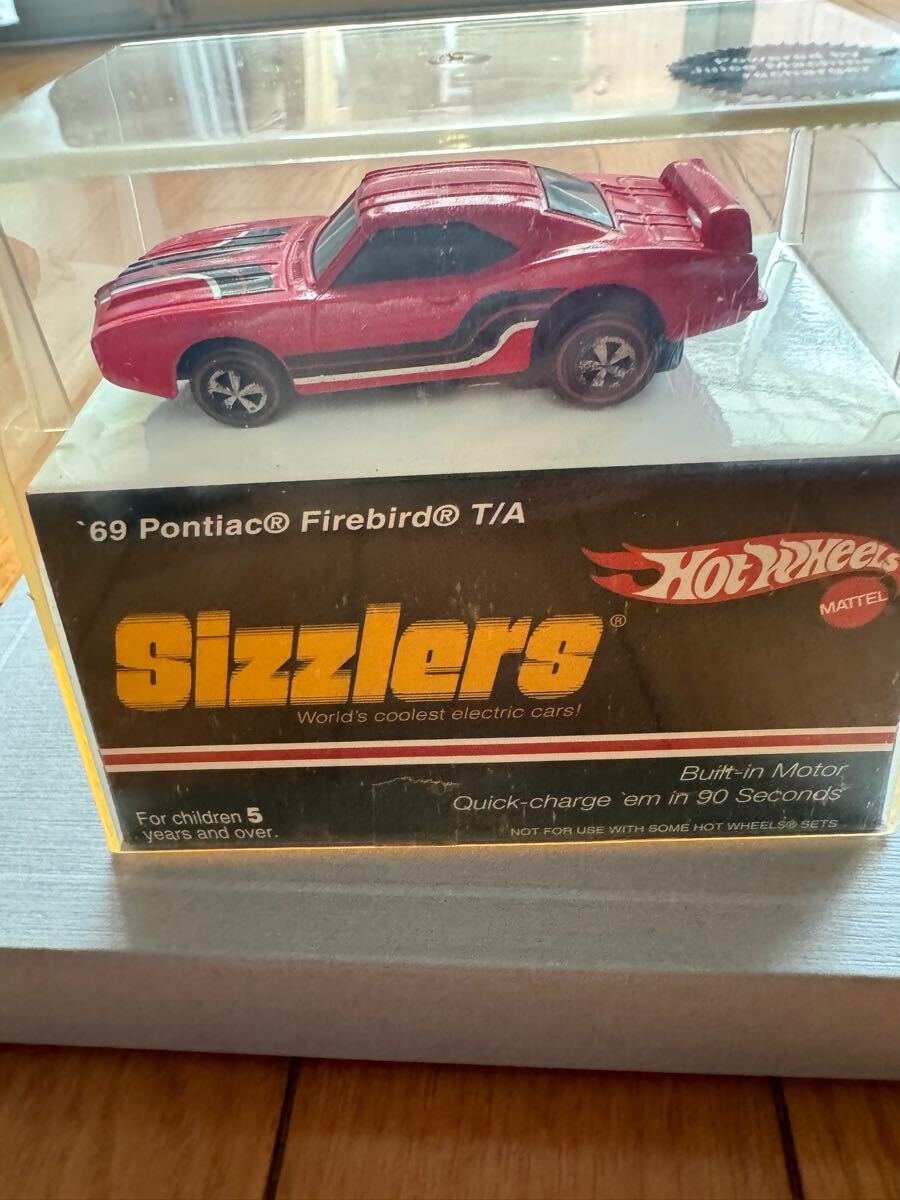 `69 Pontiac® Firebird® T/A
HOT WHEELS
MATTEL
Sizzlers®
World's coolest electric cars!
Built-in Motor
Quick-charge `em in 90 Seconds
For children 5
years and over.
NOT FOR USE WITH SOME HOT WHEELS® SETS